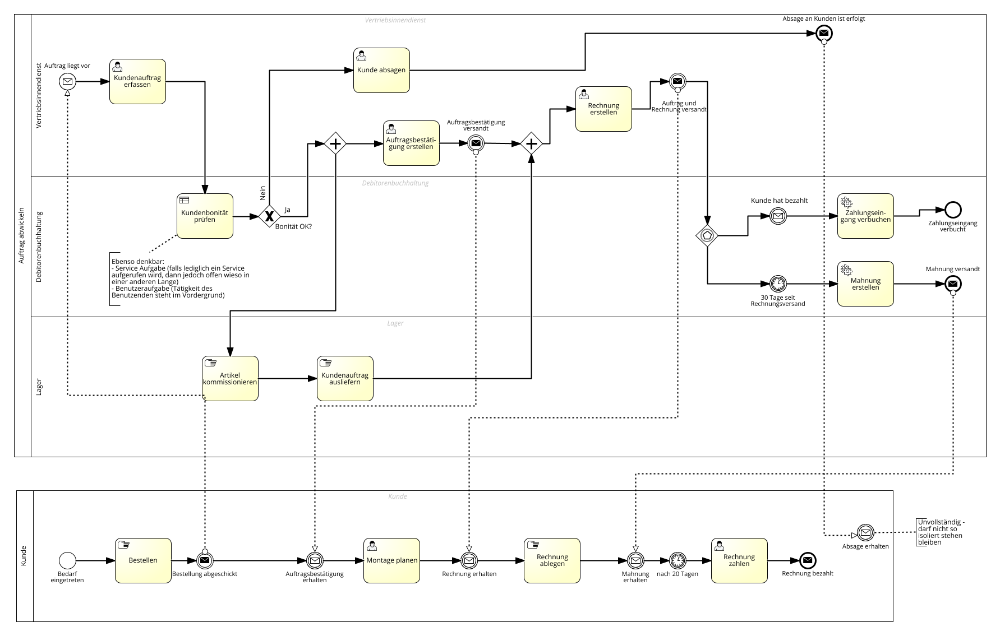 Vertriebsinnendienst
Absage an Kunden ist erfolgt
Auftrag abwickeln
Vertriebsinnendienst
Auftrag liegt vor
Kundenauftrag
erfassen
Kunde absagen
Rechnung
erstellen
Auftrag und
Rechnung versandt
Auftragsbestäti-
gung erstellen
Auftragsbestätigung
versandt
Debitorenbuchhaltung
Debitorenbuchhaltung
Kundenbonität
prüfen
Nein
Ja
Bonität OK?
Kunde hat bezahlt
Zahlungsein-
gang verbuchen
Zahlungseingang
verbucht
Ebenso denkbar:
- Service Aufgabe (falls lediglich ein Service
aufgerufen wird, dann jedoch offen wieso in
einer anderen Lange)
- Benutzeraufgabe (Tätigkeit des
Benutzenden steht im Vordergrund)
30 Tage seit
Rechnungsversand
Mahnung
erstellen
Mahnung versandt
Lager
Lager
Artikel
kommissionieren
Kundenauftrag
ausliefern
Kunde
Kunde
Bedarf
eingetreten
Bestellen
Bestellung abgeschickt
Auftragsbestätigung
erhalten
Montage planen
Rechnung erhalten
Rechnung
ablegen
Mahnung
erhalten
nach 20 Tagen
Rechnung
zahlen
Rechnung bezahlt
Absage erhalten
Unvollständig -
darf nicht so
isoliert stehen
bleiben